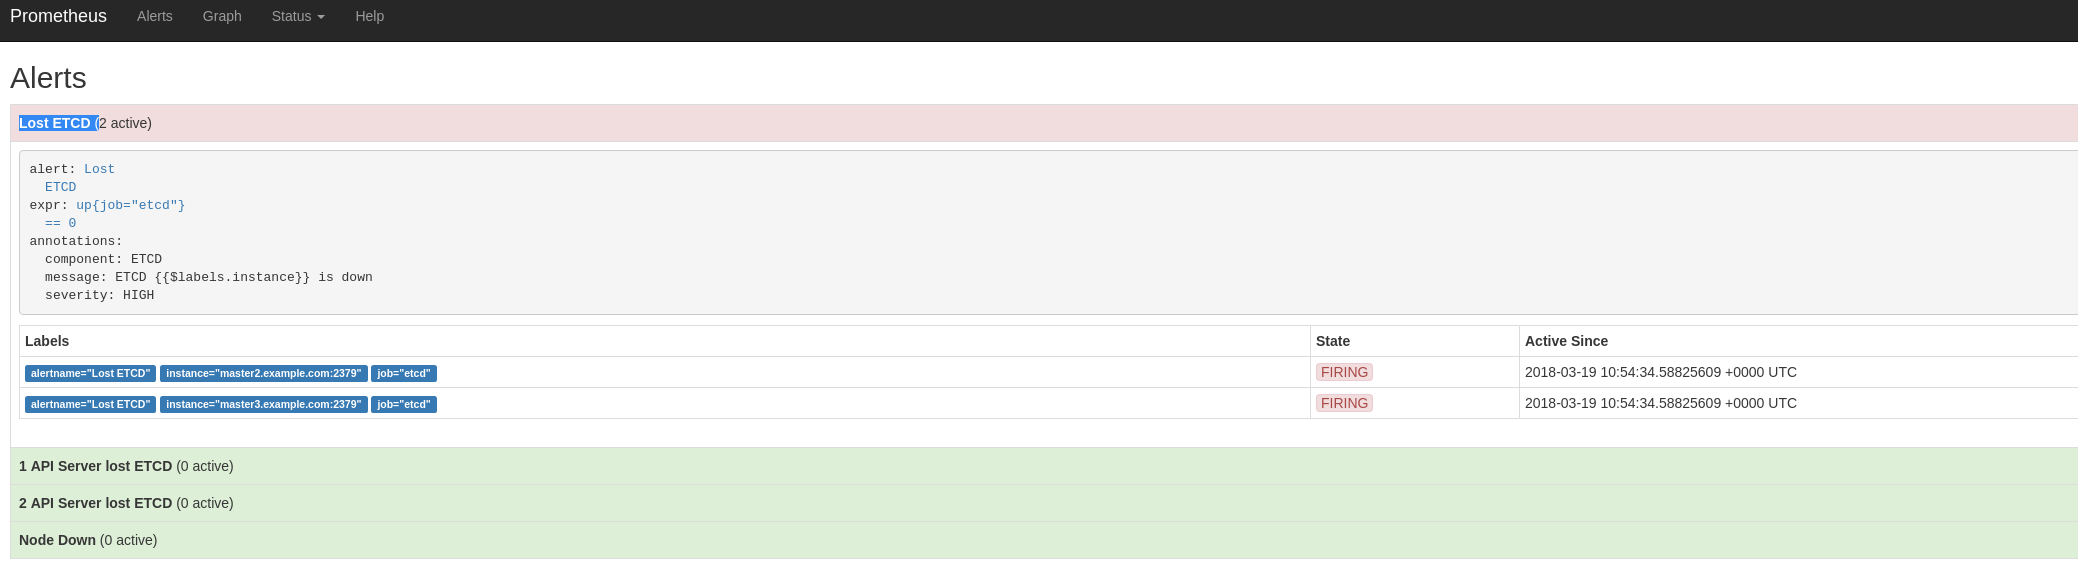 Prometheus Alerts Graph Status Help
Alerts
Lost ETCD (2 active)
alert: Lost
ETCD
expr: up{job="etcd"}
== 0
annotations:
component: ETCD
message: ETCD {{$labels.instance}} is down
severity: HIGH
Labels State Active Since
alertname="Lost ETCD" instance="master2.example.com:2379" job="etcd" FIRING 2018-03-19 10:54:34.58825609 +0000 UTC
alertname="Lost ETCD" instance="master3.example.com:2379" job="etcd" FIRING 2018-03-19 10:54:34.58825609 +0000 UTC
1 API Server lost ETCD (0 active)
2 API Server lost ETCD (0 active)
Node Down (0 active)